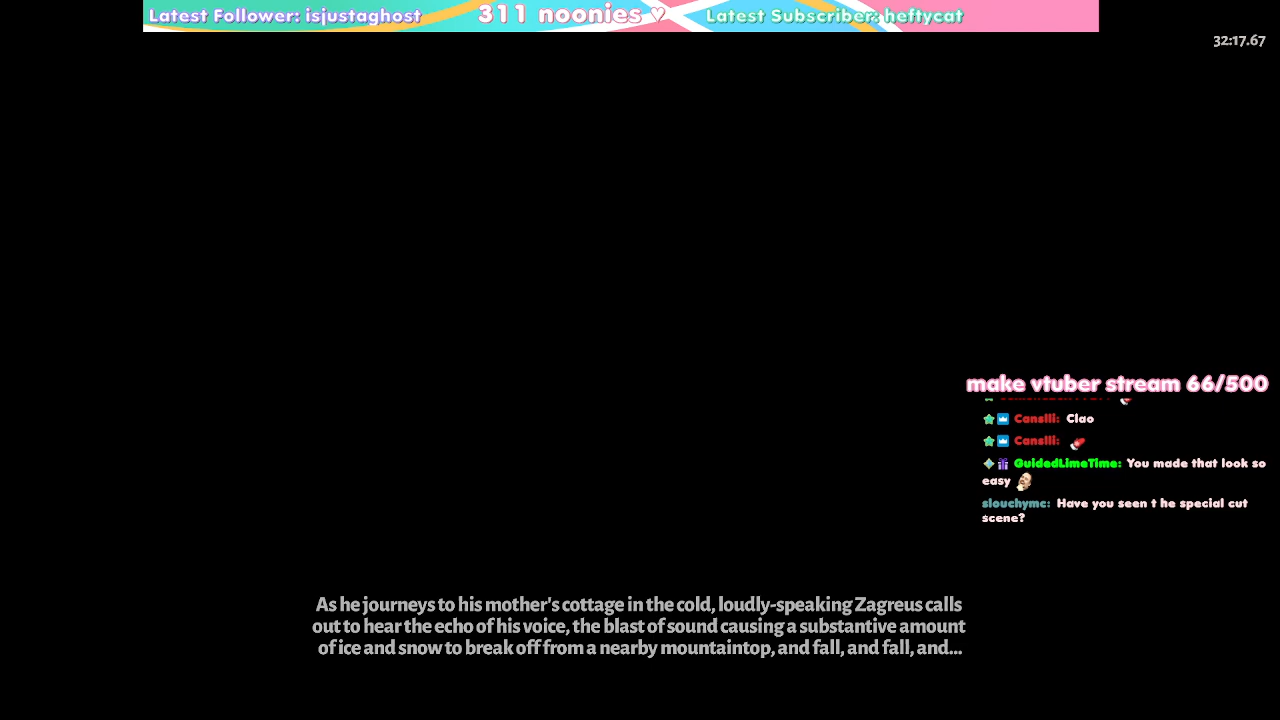 Latest Follower: isjustaghost
311 noonies ♥
Latest Subscriber: heftycat
32:17.67
make vtuber stream 66/500
Canslii: Ciao
Canslii:
GuidedLimeTime: You made that look so
easy
slouchymc: Have you seen t he special cut
scene?
As he journeys to his mother's cottage in the cold, loudly-speaking Zagreus calls
out to hear the echo of his voice, the blast of sound causing a substantive amount
of ice and snow to break off from a nearby mountaintop, and fall, and fall, and...